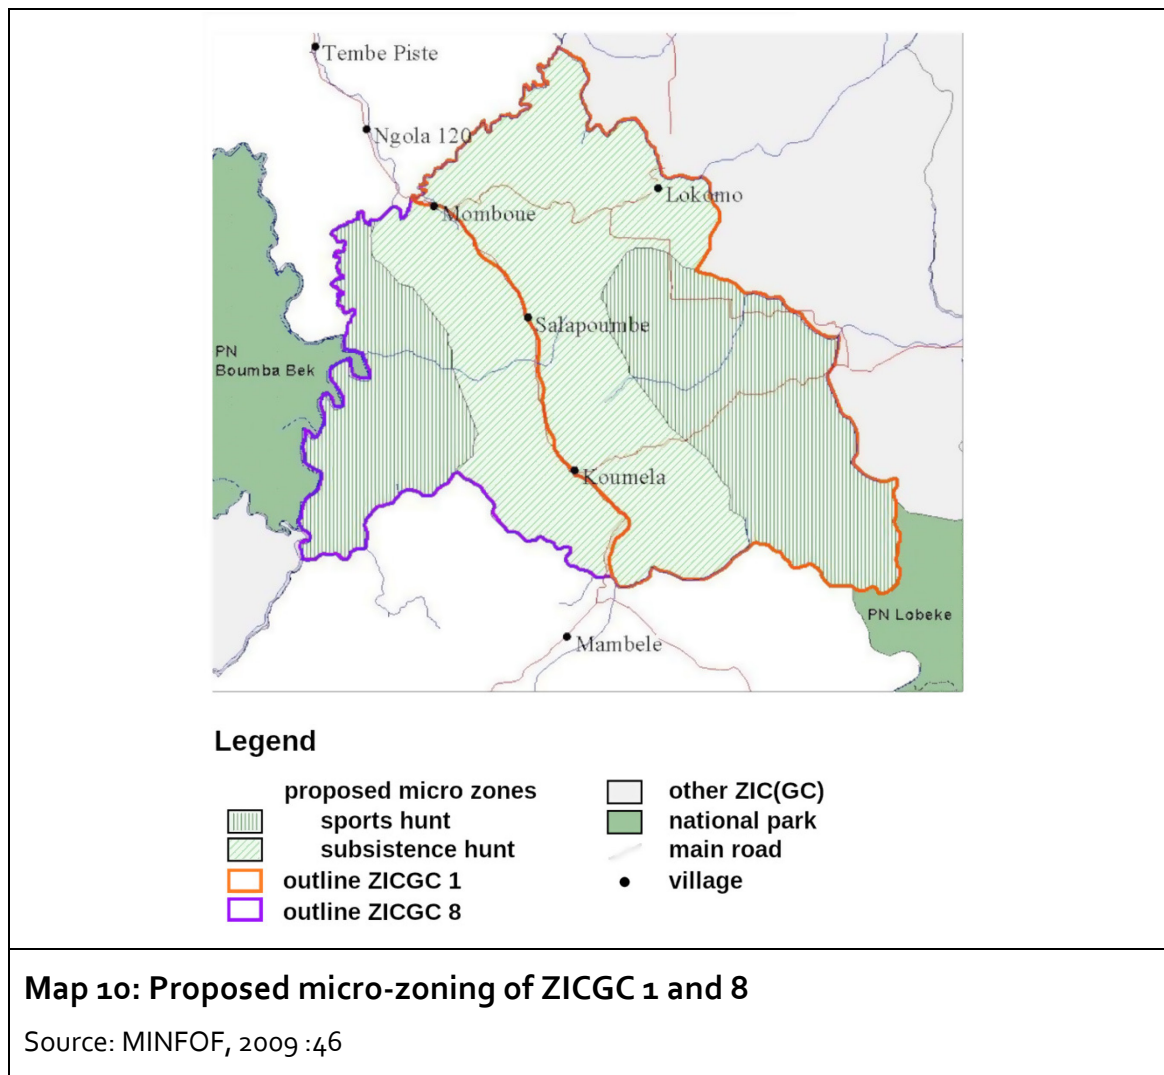 Tembe Piste
Ngola 120
Momboue
Lokomo
Salapoumbe
PN
Boumba Bek
Koumela
PN Lobeke
Mambele
Legend
proposed micro zones
sports hunt
subsistence hunt
outline ZICGC 1
outline ZICGC 8
other ZIC(GC)
national park
main road
village
Map 10: Proposed micro-zoning of ZICGC 1 and 8
Source: MINFOF, 2009 :46